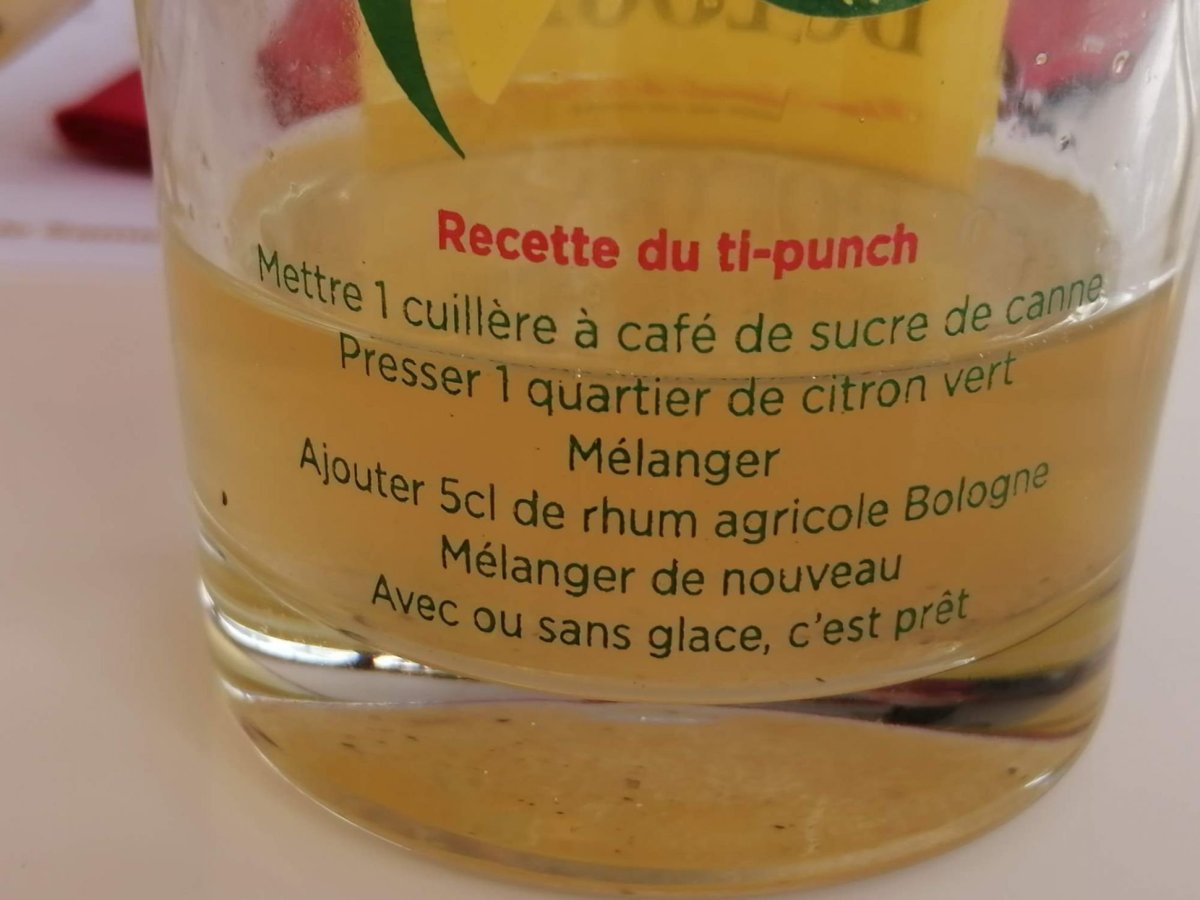 Recette du ti-punch
Mettre 1 cuillère à café de sucre de canne
Presser 1 quartier de citron vert
Mélanger
Ajouter 5cl de rhum agricole Bologne
Mélanger de nouveau
Avec ou sans glace, c'est prêt